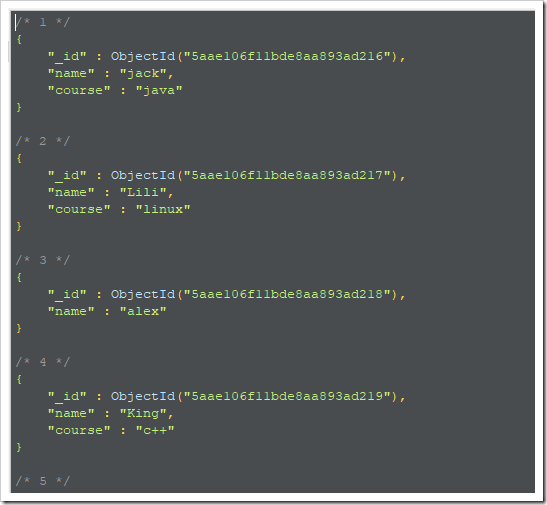 /* 1 */
{
"_id" : ObjectId("5aae106f11bde8aa893ad216"),
"name" : "jack",
"course" : "java"
}
/* 2 */
{
"_id" : ObjectId("5aae106f11bde8aa893ad217"),
"name" : "Lili",
"course" : "linux"
}
/* 3 */
{
"_id" : ObjectId("5aae106f11bde8aa893ad218"),
"name" : "alex"
}
/* 4 */
{
"_id" : ObjectId("5aae106f11bde8aa893ad219"),
"name" : "King",
"course" : "c++"
}
/* 5 */